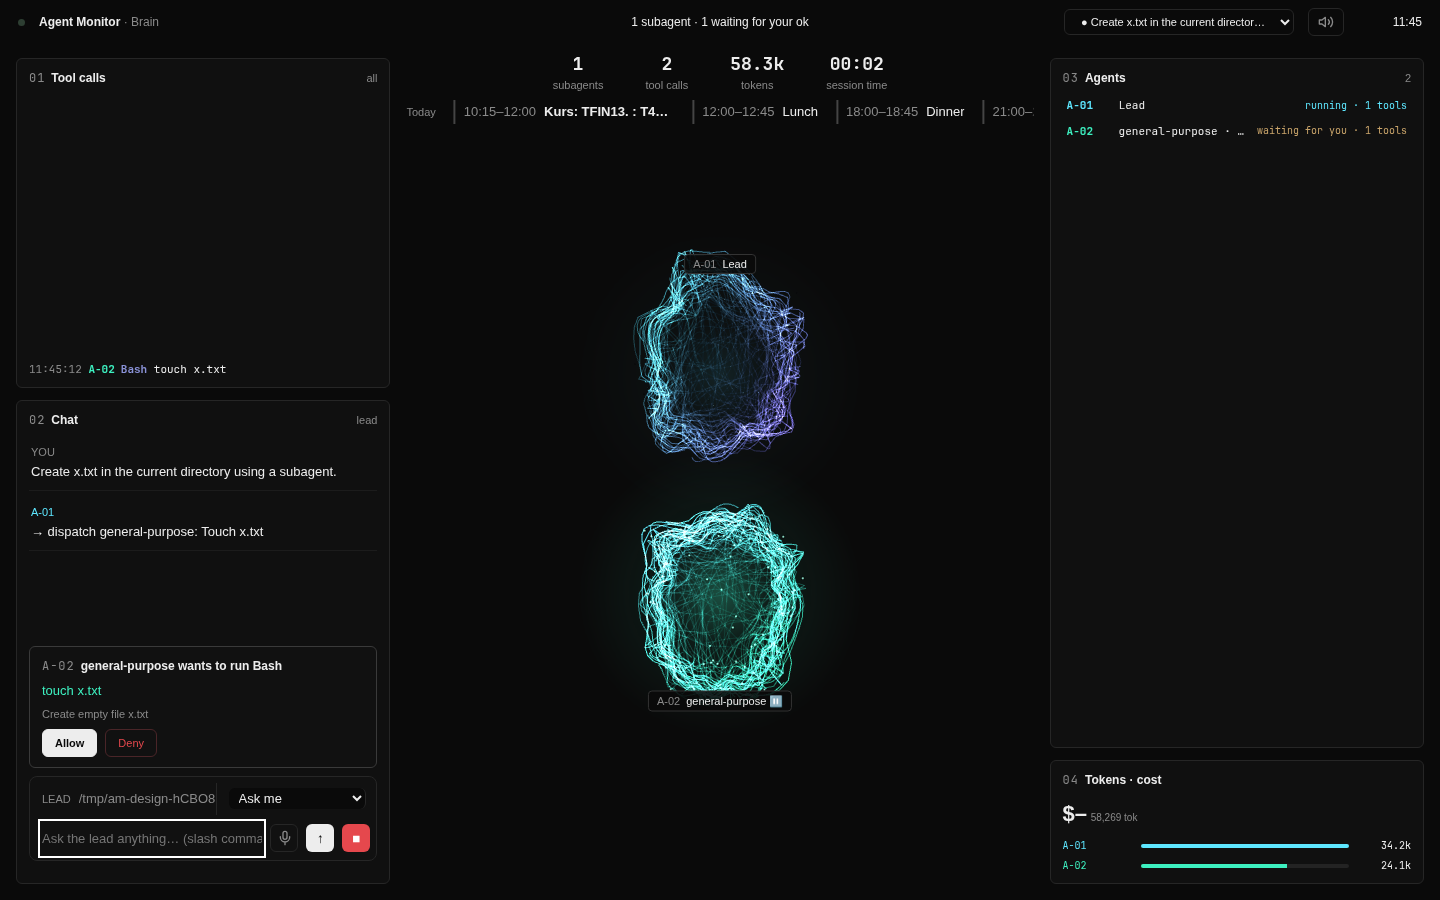 Agent Monitor · Brain
1 subagent · 1 waiting for your ok
● Create x.txt in the current director…
11:45
01 Tool calls
all
11:45:12 A-02 Bash touch x.txt
02 Chat
lead
YOU
Create x.txt in the current directory using a subagent.
A-01
→ dispatch general-purpose: Touch x.txt
A-02 general-purpose wants to run Bash
touch x.txt
Create empty file x.txt
Allow
Deny
LEAD /tmp/am-design-hCBO8
Ask me
Ask the lead anything… (slash comma
↑
1
subagents
2
tool calls
58.3k
tokens
00:02
session time
Today
10:15–12:00 Kurs: TFIN13. : T4…
12:00–12:45 Lunch
18:00–18:45 Dinner
21:00–
A-01 Lead
A-02 general-purpose ⏸
03 Agents
2
A-01 Lead running · 1 tools
A-02 general-purpose · … waiting for you · 1 tools
04 Tokens · cost
$– 58,269 tok
A-01 34.2k
A-02 24.1k